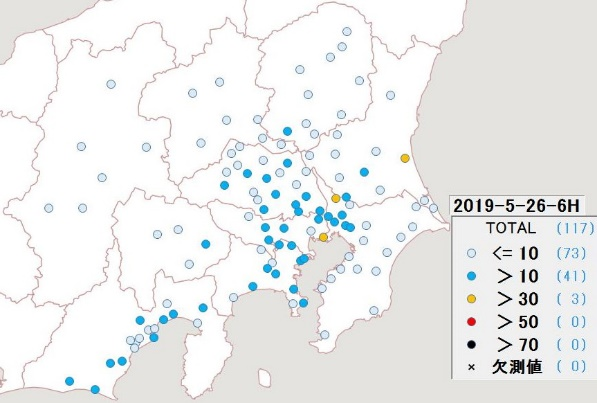 2019-5-26-6H
TOTAL (117)
<= 10 (73)
> 10 (41)
> 30 ( 3)
> 50 ( 0)
> 70 ( 0)
× 欠測値 ( 0)